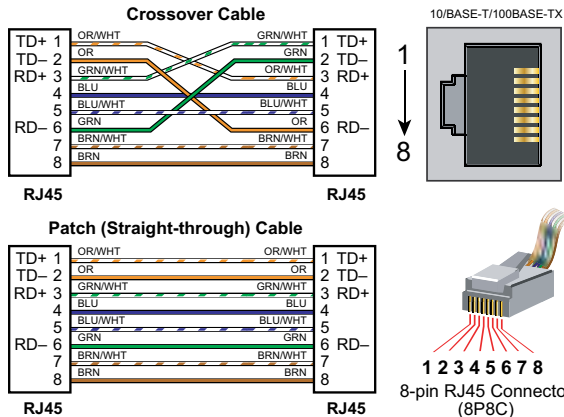 Crossover Cable
TD+ 1 OR/WHT GRN/WHT 1 TD+
TD– 2 OR GRN 2 TD–
RD+ 3 GRN/WHT OR/WHT 3 RD+
4 BLU BLU 4
5 BLU/WHT BLU/WHT 5
RD– 6 GRN OR 6 RD–
7 BRN/WHT BRN/WHT 7
8 BRN BRN 8
RJ45 RJ45
10/BASE-T/100BASE-TX
1
8
Patch (Straight-through) Cable
TD+ 1 OR/WHT OR/WHT 1 TD+
TD– 2 OR OR 2 TD–
RD+ 3 GRN/WHT GRN/WHT 3 RD+
4 BLU BLU 4
5 BLU/WHT BLU/WHT 5
RD– 6 GRN GRN 6 RD–
7 BRN/WHT BRN/WHT 7
8 BRN BRN 8
RJ45 RJ45
1 2 3 4 5 6 7 8
8-pin RJ45 Connecto
(8P8C)